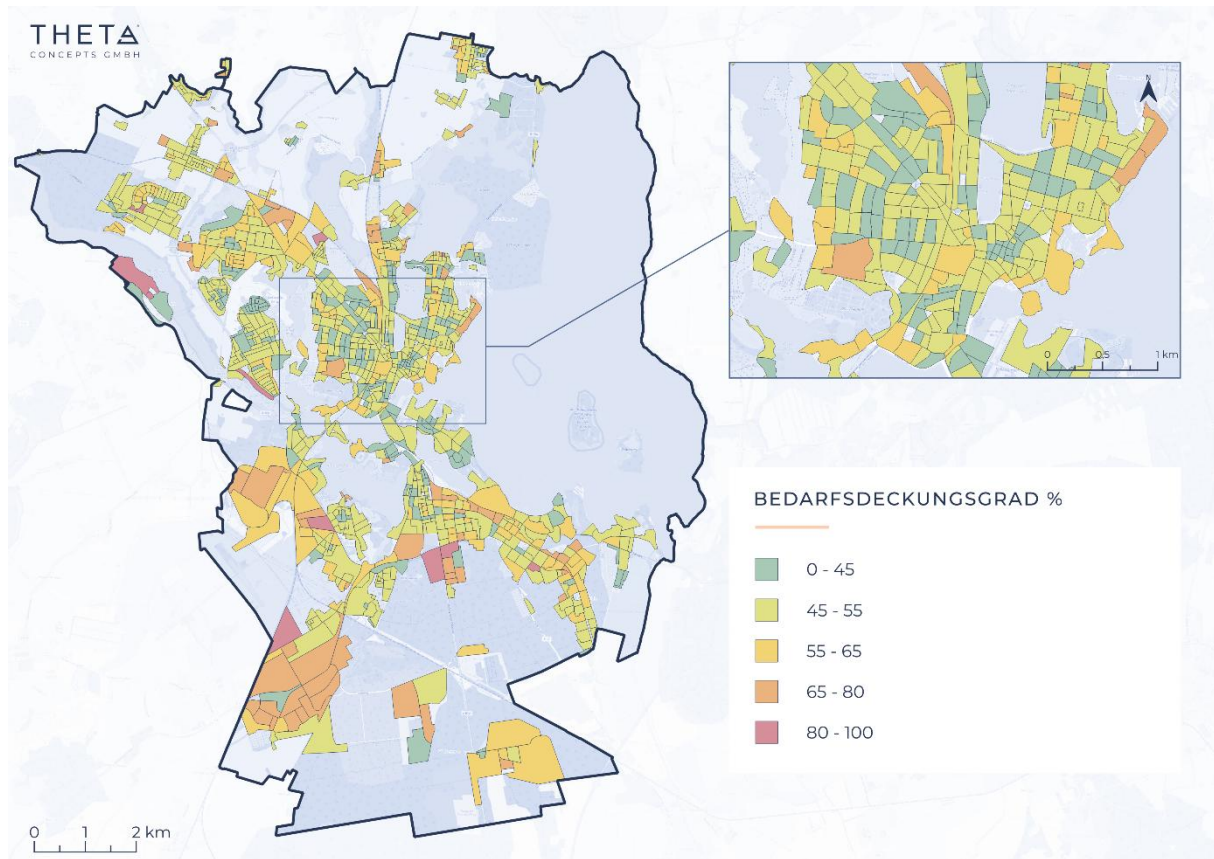 THETA
CONCEPTS GMBH
N
0 0.5 1 km
BEDARFSDECKUNGSGRAD %
0 - 45
45 - 55
55 - 65
65 - 80
80 - 100
0 1 2 km